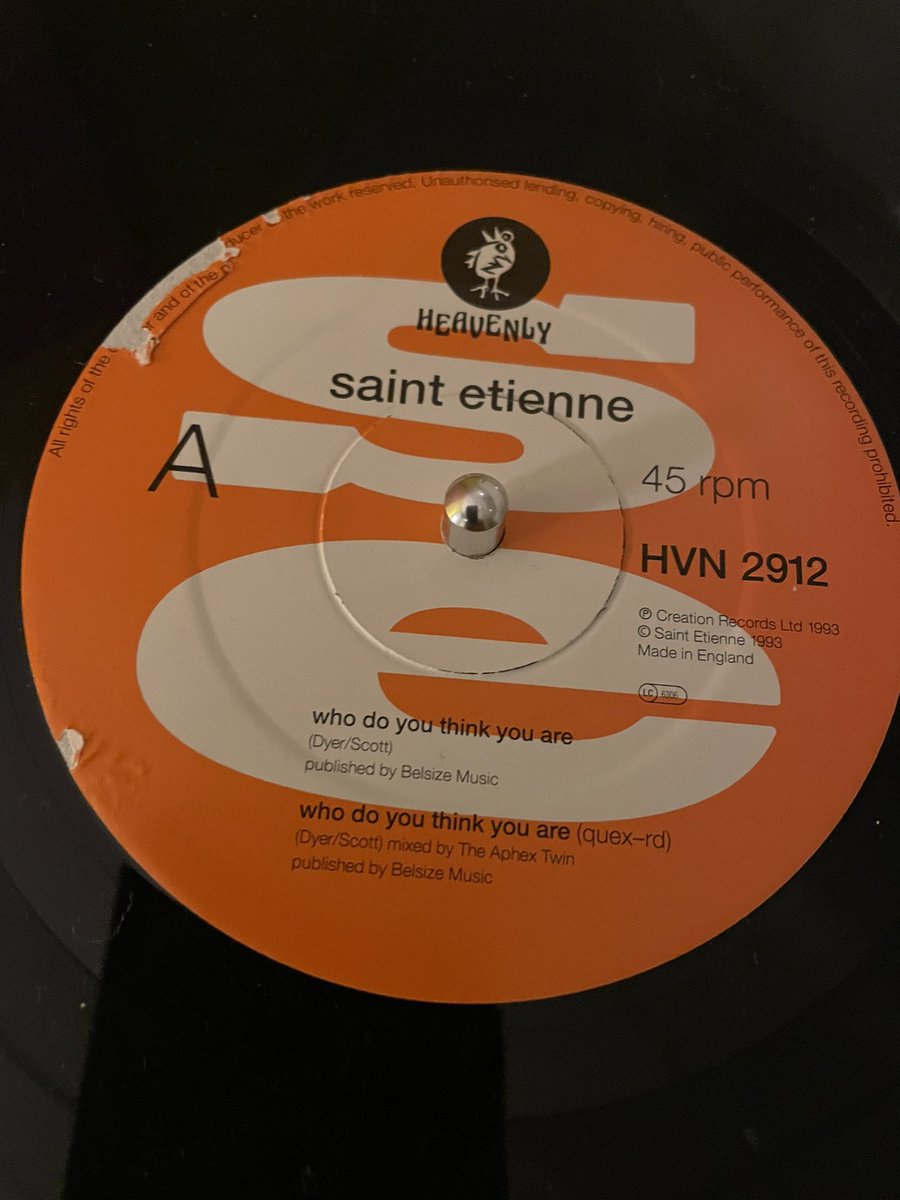 All rights of the or and of the ducer the work reserved. Unauthorised lending, copying, hiring, public performance of this recording prohibited.
HEAVENLY
saint etienne
A
45 rpm
HVN 2912
℗ Creation Records Ltd 1993
© Saint Etienne 1993
Made in England
LC 6306
who do you think you are
(Dyer/Scott)
published by Belsize Music
who do you think you are (quex–rd)
(Dyer/Scott) mixed by The Aphex Twin
published by Belsize Music